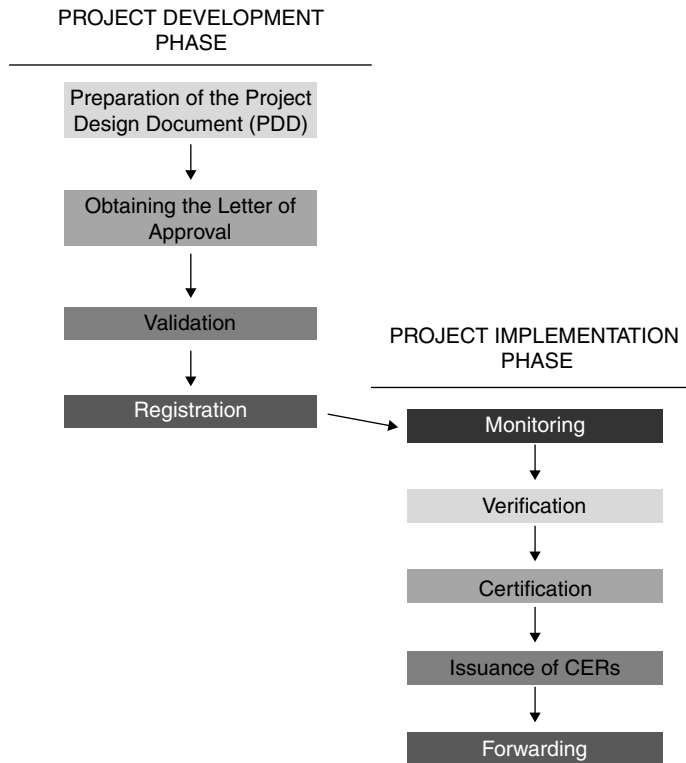 PROJECT DEVELOPMENT
PHASE
Preparation of the Project
Design Document (PDD)
Obtaining the Letter of
Approval
Validation
Registration
PROJECT IMPLEMENTATION
PHASE
Monitoring
Verification
Certification
Issuance of CERs
Forwarding